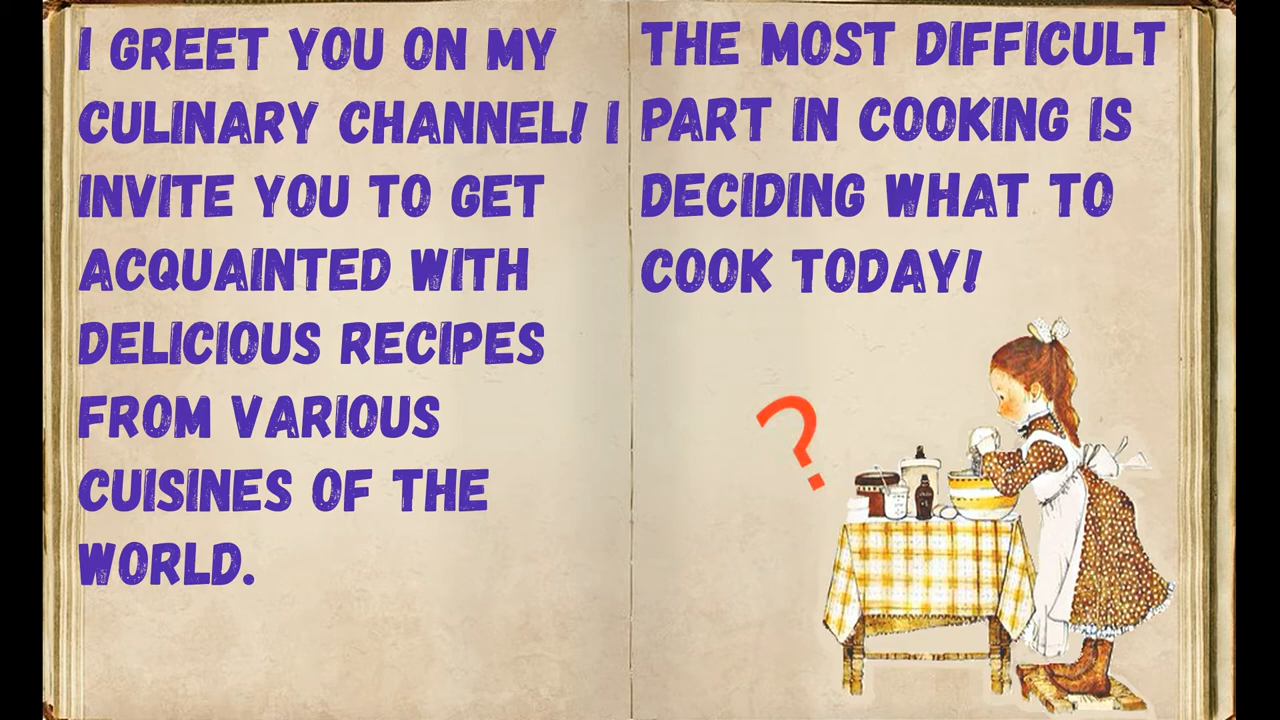 I GREET YOU ON MY
CULINARY CHANNEL! I
INVITE YOU TO GET
ACQUAINTED WITH
DELICIOUS RECIPES
FROM VARIOUS
CUISINES OF THE
WORLD.
THE MOST DIFFICULT
PART IN COOKING IS
DECIDING WHAT TO
COOK TODAY!
?